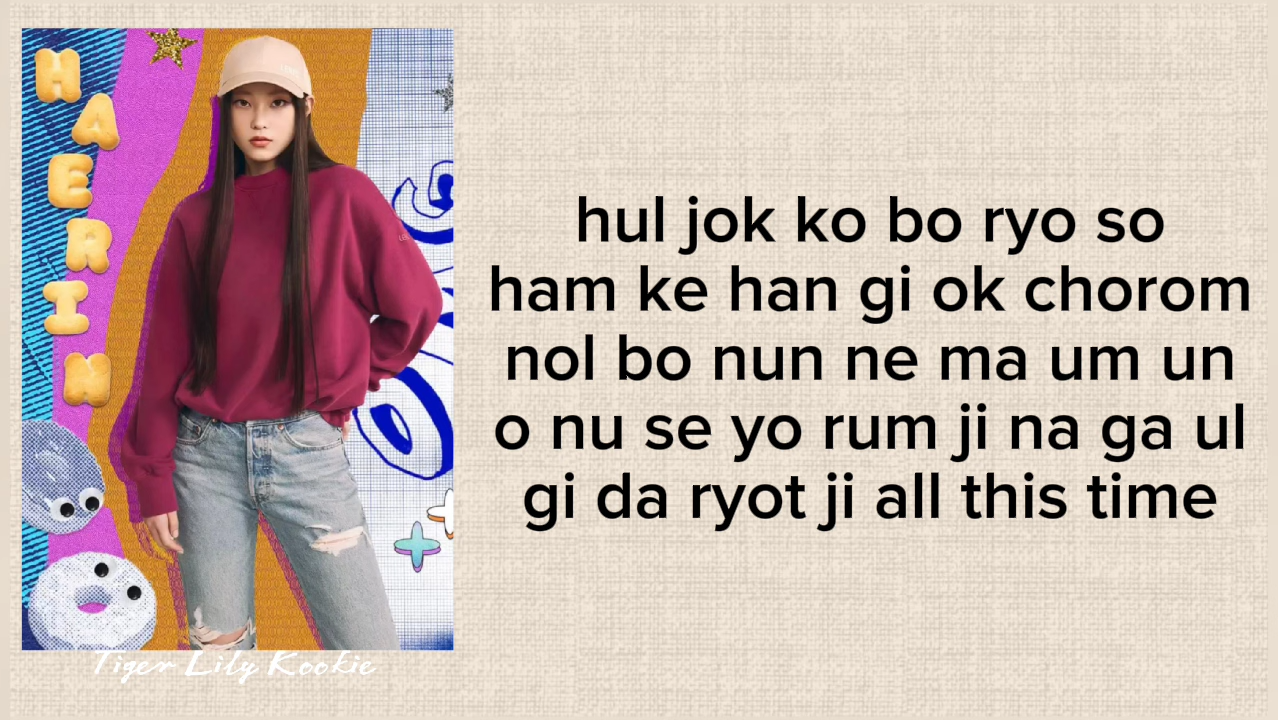 HAERIN
hul jok ko bo ryo so
ham ke han gi ok chorom
nol bo nun ne ma um un
o nu se yo rum ji na ga ul
gi da ryot ji all this time
Tiger Lily Kookie